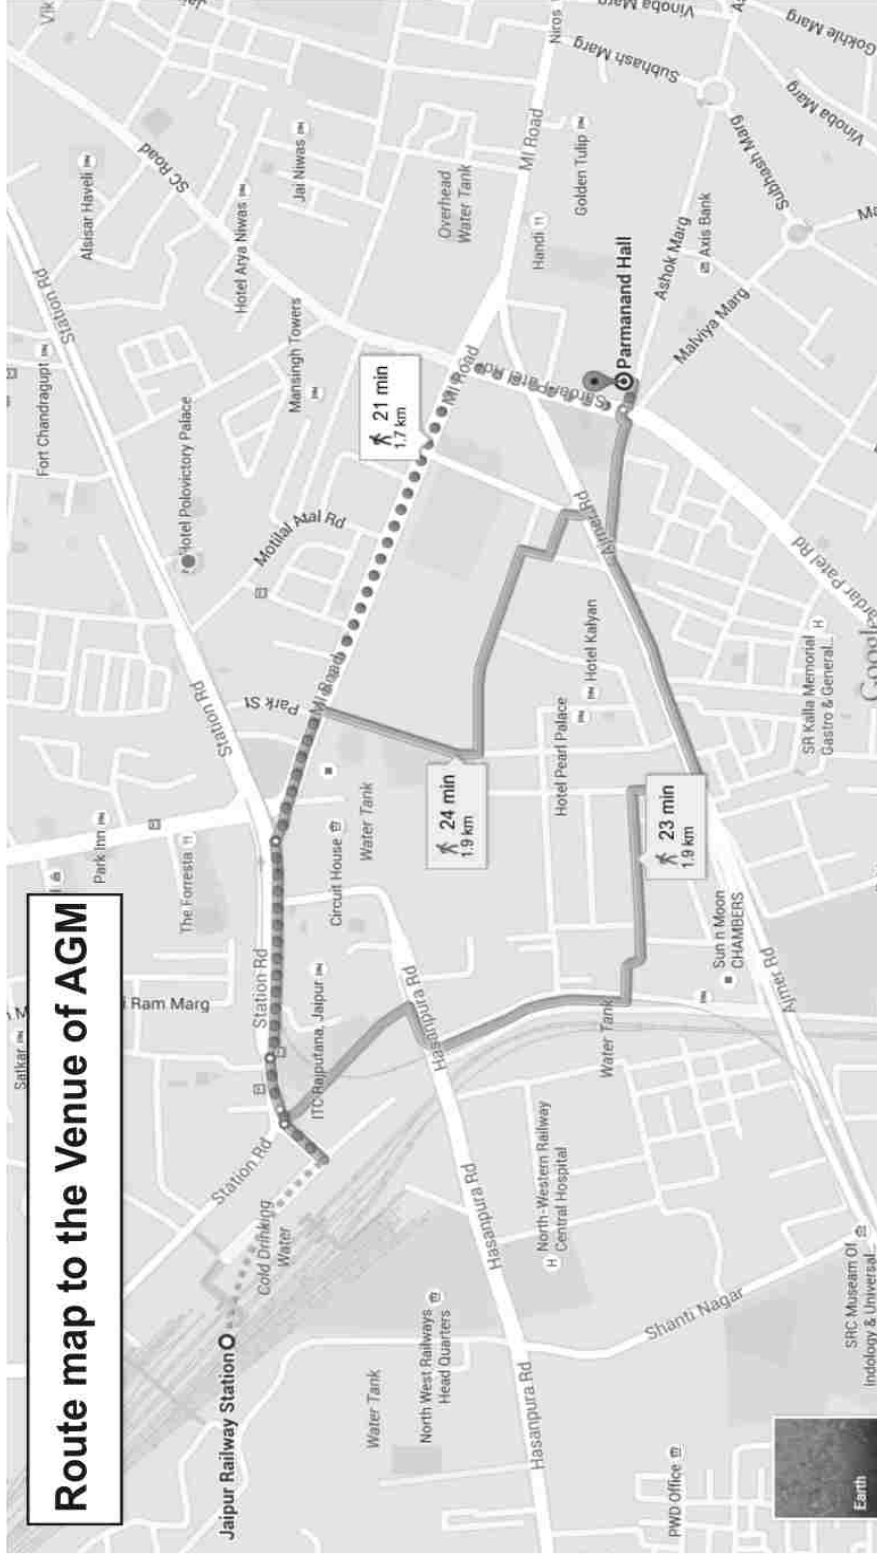 Route map to the Venue of AGM
Jaipur Railway Station
Satkar
Park Inn
The Forresta
i Ram Marg
Station Rd
Station Rd
Station Rd
Station Rd
Cold Drinking
Water
ITC Rajputana, Jaipur
Circuit House
Water Tank
Fort Chandragupt
Alsisar Haveli
SC Road
Hotel Polovictory Palace
Motilal Atal Rd
Park St
Hotel Arya Niwas
Jai Niwas
Mansingh Towers
MI Road
MI Road
MI Road
21 min
1.7 km
24 min
1.9 km
23 min
1.9 km
Overhead
Water Tank
Niros
Handi
Golden Tulip
Subhash Marg
Vinoba Marg
Gokhle Marg
Vinoba Marg
Subhash Marg
Ashok Marg
Axis Bank
Malviya Marg
Parmanand Hall
Sardar Patel Rd
Ajmer Rd
Hotel Kalyan
Hotel Pearl Palace
ardar Patel Rd
SR Kalla Memorial
Gastro & General...
Google
Sun n Moon
CHAMBERS
Ajmer Rd
Water Tank
Hasanpura Rd
Hasanpura Rd
Hasanpura Rd
North-Western Railway
Central Hospital
North West Railways
Head Quarters
Water Tank
Shanti Nagar
SRC Museam Of
Indology & Universal...
PWD Office
Earth